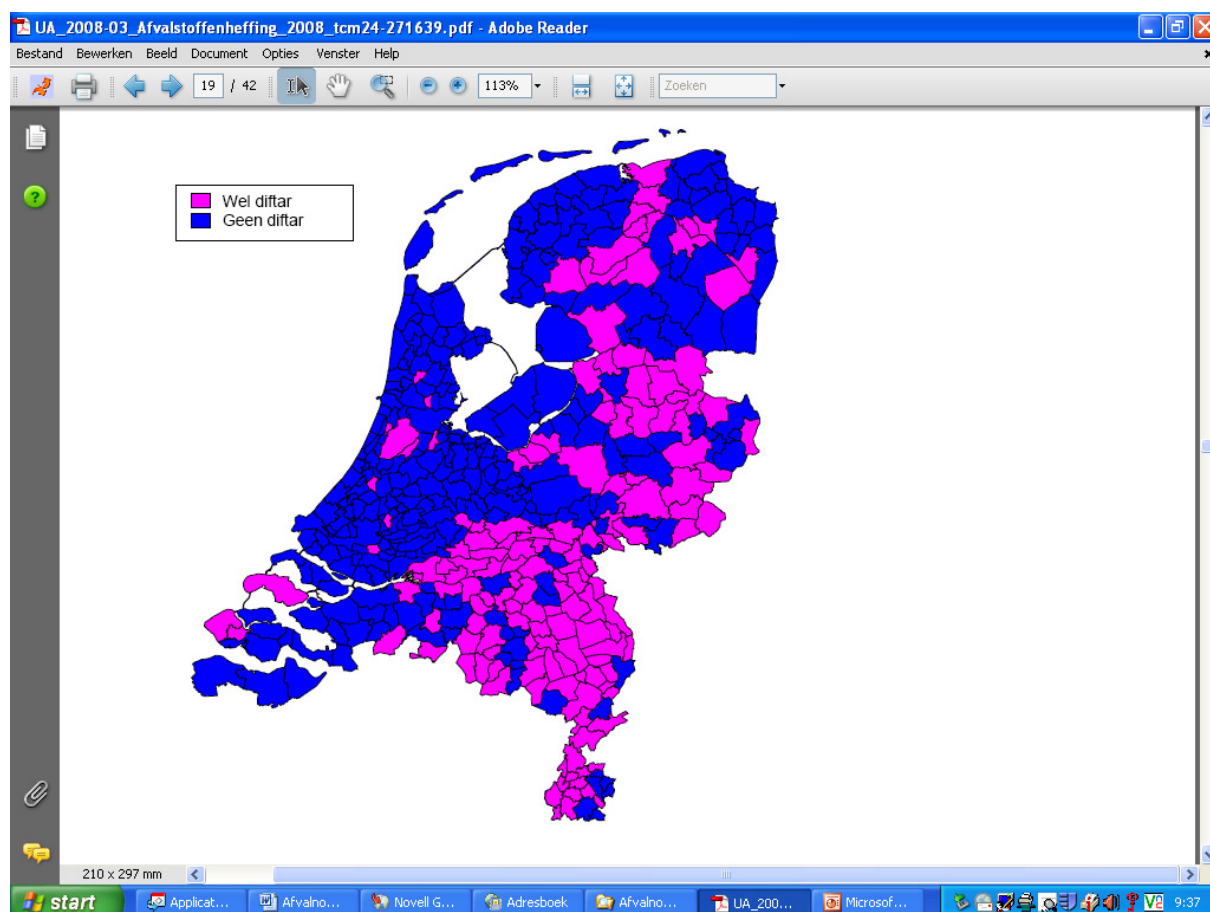 UA_2008-03_Afvalstoffenheffing_2008_tcm24-271639.pdf - Adobe Reader
Bestand Bewerken Beeld Document Opties Venster Help
19 / 42 113% Zoeken
Wel diftar
Geen diftar
210 x 297 mm
start Applicat... Afvalno... Novell G... Adresboek Afvalno... UA_200... Microsof... 9:37